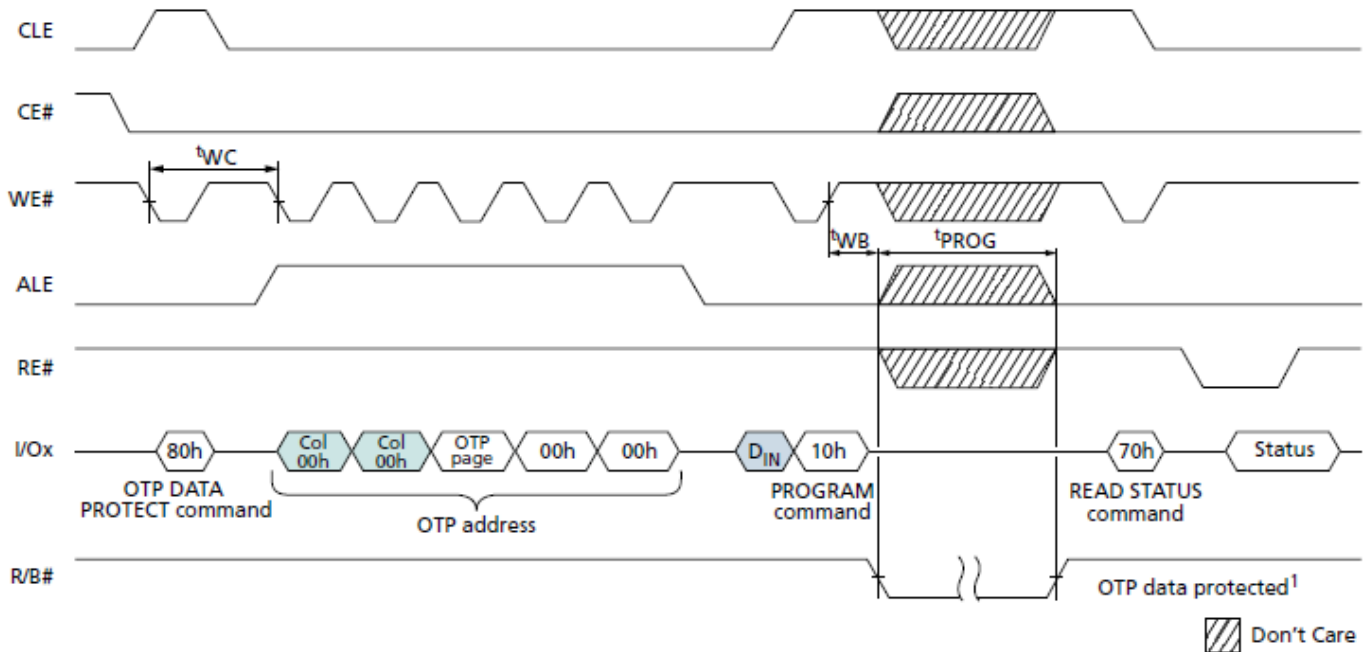 CLE
CE#
tWC
WE#
tWB
tPROG
ALE
RE#
I/Ox
80h
Col
00h
Col
00h
OTP
page
00h
00h
DIN
10h
70h
Status
OTP DATA
PROTECT command
OTP address
PROGRAM
command
READ STATUS
command
R/B#
OTP data protected1
Don't Care